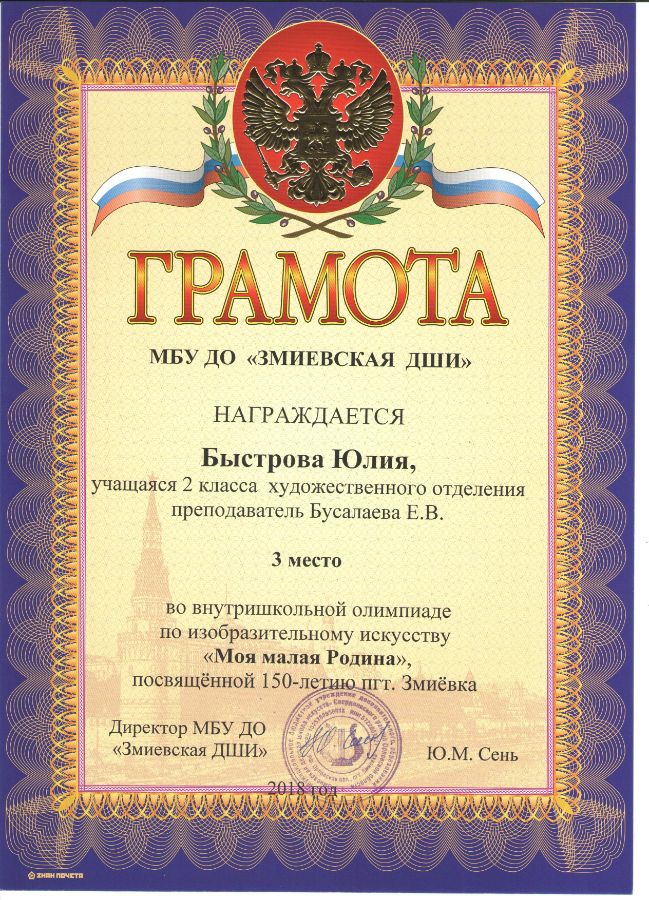 ГРАМОТА
МБУ ДО «ЗМИЕВСКАЯ ДШИ»
НАГРАЖДАЕТСЯ
Быстрова Юлия,
учащаяся 2 класса художественного отделения
преподаватель Бусалаева Е.В.
3 место
во внутришкольной олимпиаде
по изобразительному искусству
«Моя малая Родина»,
посвящённой 150-летию пгт. Змиёвка
Директор МБУ ДО
«Змиевская ДШИ»
Ю.М. Сень
2018 год
ЗНАК ПОЧЕТА